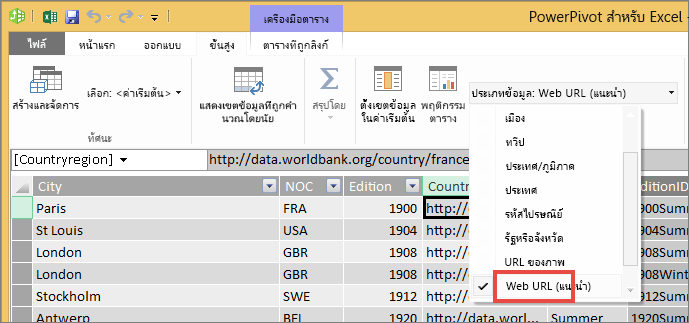 เครื่องมือตาราง
PowerPivot สำหรับ Excel -
ไฟล์ หน้าแรก ออกแบบ ขั้นสูง ตารางที่ถูกลิงก์
สร้างและจัดการ
เลือก: <ค่าเริ่มต้น>
ทัศนะ
แสดงเขตข้อมูลที่ถูกคำนวณโดยนัย
สรุปโดย
ตั้งเขตข้อมูลในค่าเริ่มต้น
พฤติกรรมตาราง
ประเภทข้อมูล: Web URL (แนะนำ)
เมือง
ทวีป
ประเทศ/ภูมิภาค
ประเทศ
รหัสไปรษณีย์
รัฐหรือจังหวัด
URL ของภาพ
Web URL (แนะนำ)
[Countryregion] http://data.worldbank.org/country/france
City NOC Edition Countr ditionID
Paris FRA 1900 http:// 900Summ
St Louis USA 1904 http:// 904Summ
London GBR 1908 http:// 908Summ
London GBR 1908 http:// 908Wint
Stockholm SWE 1912 http:// 912Summ
Antwerp BEL 1920 http://data.wor... Summer 1920Summ